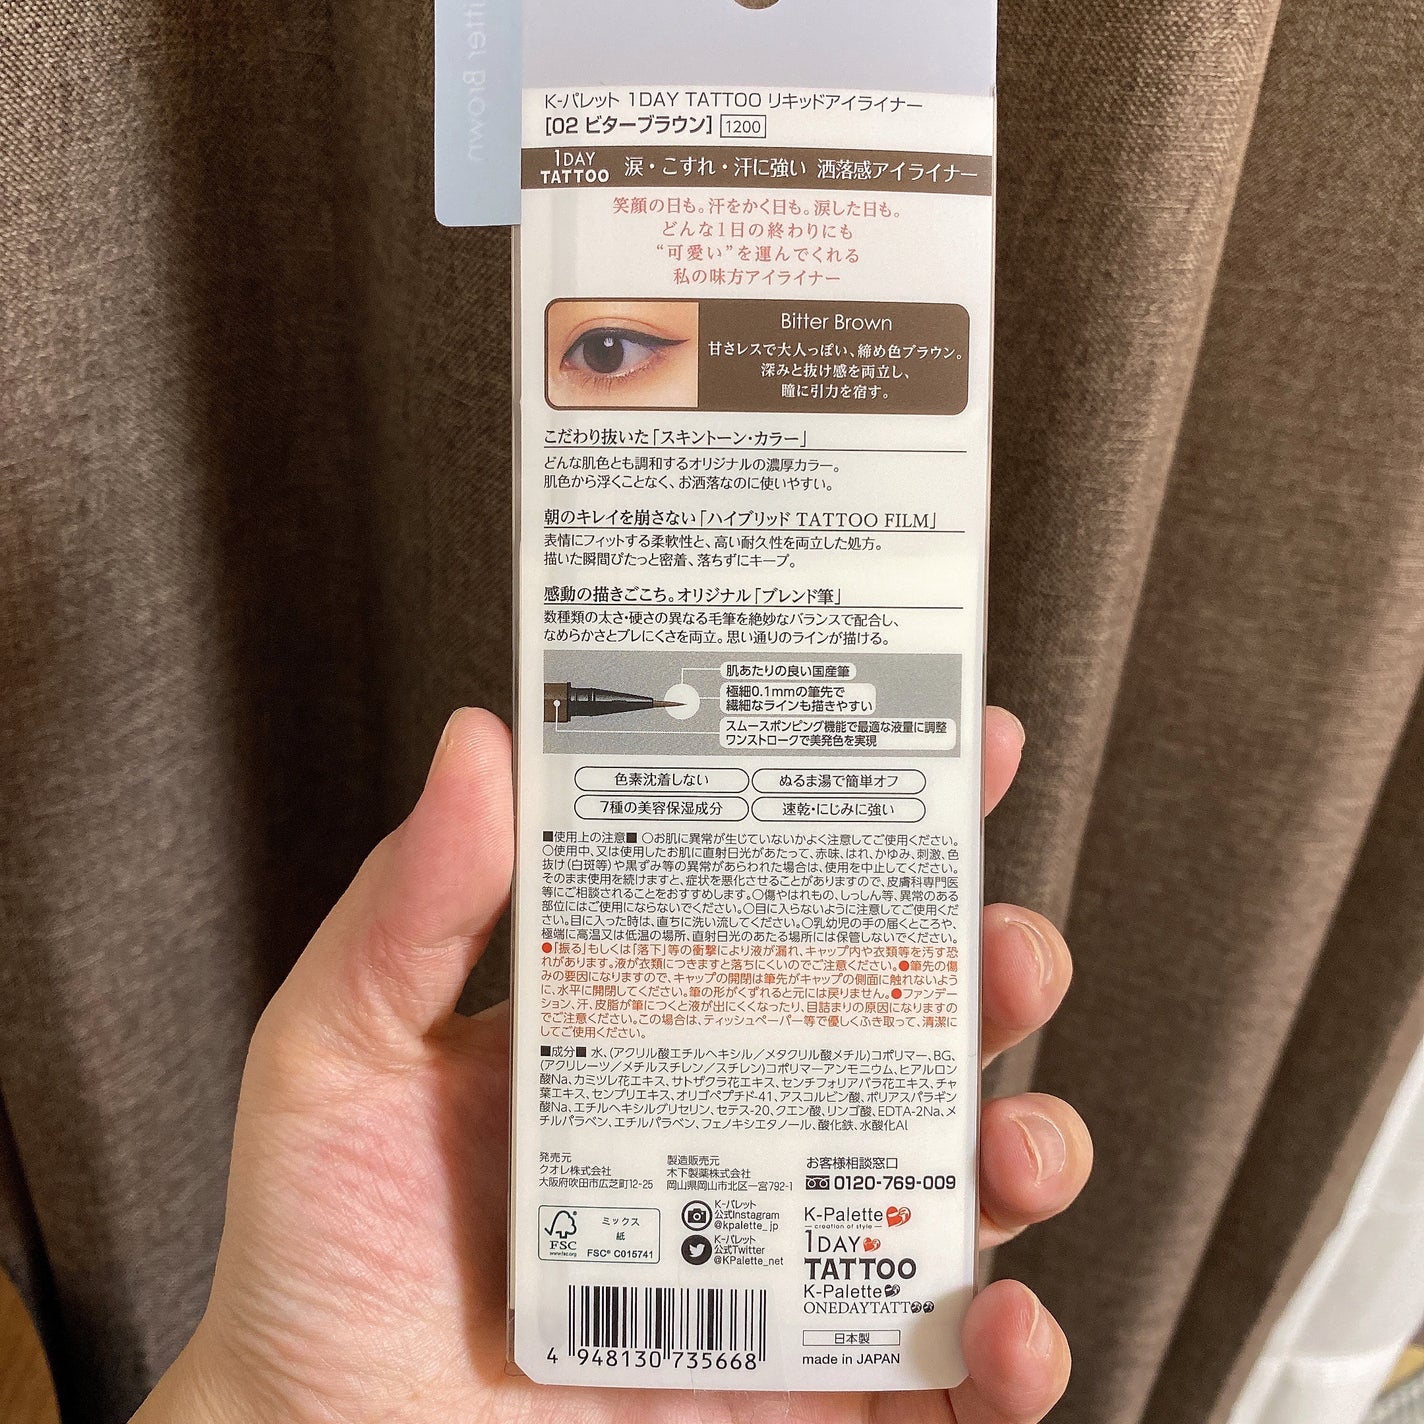 Bitter Brown
K-パレット 1DAY TATTOO リキッドアイライナー
[02 ビターブラウン] 1200
1DAY
TATTOO 涙・こすれ・汗に強い 洒落感アイライナー
笑顔の日も。汗をかく日も。涙した日も。
どんな1日の終わりにも
“可愛い”を運んでくれる
私の味方アイライナー
Bitter Brown
甘さレスで大人っぽい、締め色ブラウン。
深みと抜け感を両立し、
瞳に引力を宿す。
こだわり抜いた「スキントーン・カラー」
どんな肌色とも調和するオリジナルの濃厚カラー。
肌色から浮くことなく、お洒落なのに使いやすい。
朝のキレイを崩さない「ハイブリッド TATTOO FILM」
表情にフィットする柔軟性と、高い耐久性を両立した処方。
描いた瞬間ぴたっと密着、落ちずにキープ。
感動の描きごこち。オリジナル「ブレンド筆」
数種類の太さ・硬さの異なる毛筆を絶妙なバランスで配合し、
なめらかさとブレにくさを両立。思い通りのラインが描ける。
肌あたりの良い国産筆
極細0.1mmの筆先で
繊細なラインも描きやすい
スムースポンピング機能で最適な液量に調整
ワンストロークで美発色を実現
色素沈着しない
ぬるま湯で簡単オフ
7種の美容保湿成分
速乾・にじみに強い
■使用上の注意■ ○お肌に異常が生じていないかよく注意してご使用ください。
○使用中、又は使用したお肌に直射日光があたって、赤味、はれ、かゆみ、刺激、色
抜け（白斑等）や黒ずみ等の異常があらわれた場合は、使用を中止してください。
そのまま使用を続けますと、症状を悪化させることがありますので、皮膚科専門医
等にご相談されることをおすすめします。○傷やはれもの、しっしん等、異常のある
部位にはご使用にならないでください。○目に入らないように注意してご使用くだ
さい。目に入った時は、直ちに洗い流してください。○乳幼児の手の届くところや、
極端に高温又は低温の場所、直射日光のあたる場所には保管しないでください。
●「振る」もしくは「落下」等の衝撃により液が漏れ、キャップ内や衣類等を汚す恐
れがあります。液が衣類につきますと落ちにくいのでご注意ください。●筆先の傷
みの要因になりますので、キャップの開閉は筆先がキャップの側面に触れないよう
に、水平に開閉してください。筆の形がくずれると元には戻りません。●ファンデー
ション、汗、皮脂が筆につくと液が出にくくなったり、目詰まりの原因になりますの
でご注意ください。この場合は、ティッシュペーパー等で優しくふき取って、清潔に
してご使用ください。
■成分■ 水、（アクリル酸エチルヘキシル／メタクリル酸メチル）コポリマー、BG、
（アクリレーツ／メチルスチレン／スチレン）コポリマーアンモニウム、ヒアルロン
酸Na、カミツレ花エキス、サトザクラ花エキス、センチフォリアバラ花エキス、チャ
葉エキス、センブリエキス、オリゴペプチド-41、アスコルビン酸、ポリアスパラギン
酸Na、エチルヘキシルグリセリン、セテス-20、クエン酸、リンゴ酸、EDTA-2Na、メ
チルパラベン、エチルパラベン、フェノキシエタノール、酸化鉄、水酸化Al
発売元
クオレ株式会社
大阪府吹田市広芝町12-25
製造販売元
木下製薬株式会社
岡山県岡山市北区一宮792-1
お客様相談窓口
0120-769-009
FSC
www.fsc.org
ミックス
紙
FSC® C015741
K-パレット
公式Instagram
@kpalette_jp
K-パレット
公式Twitter
@KPalette_net
K-Palette
creation of style
1DAY
TATTOO
K-Palette
ONEDAYTATTOO
日本製
made in JAPAN
4 948130 735668